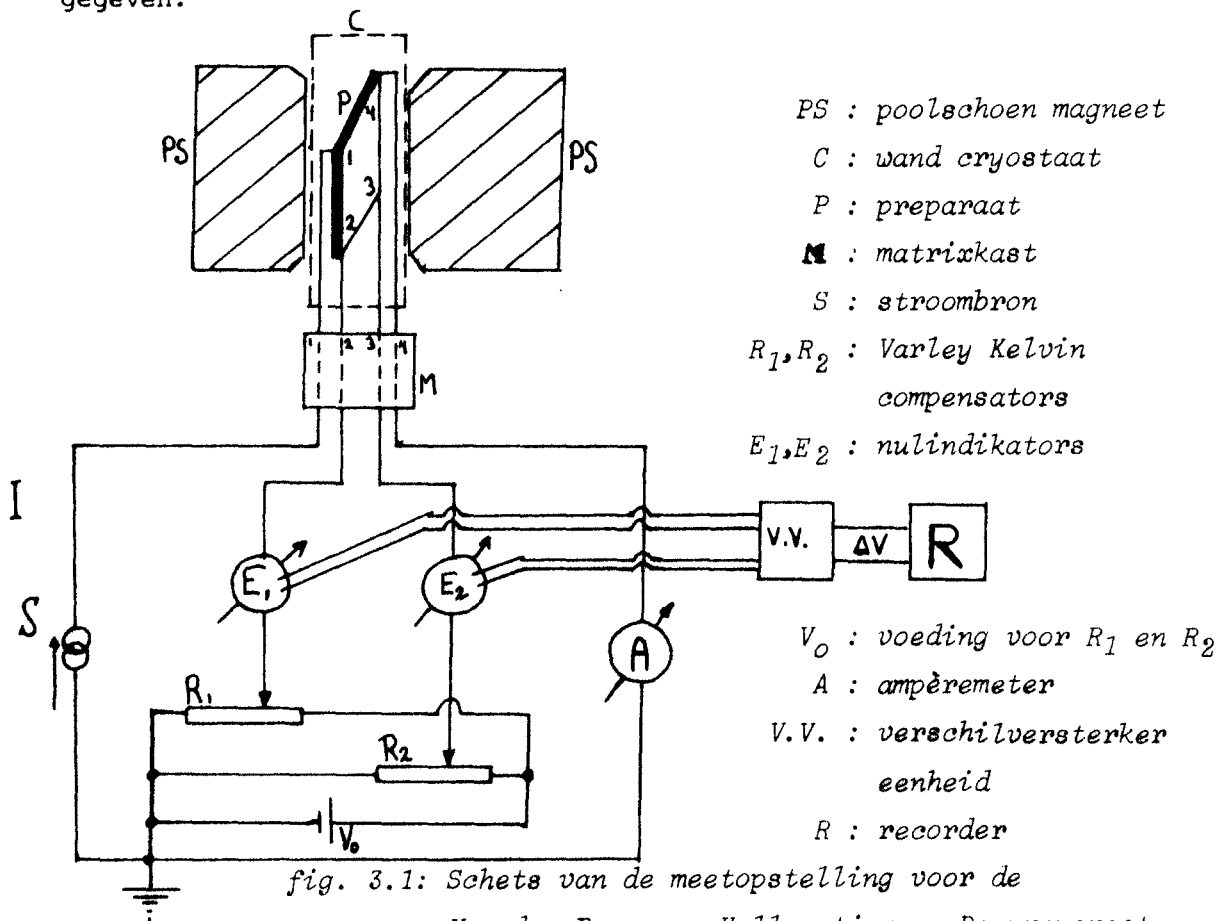 gegeven.
C
PS
P
4
1
3
2
PS
1 2 3 4
M
I
S
E1
E2
V.V.
ΔV
R
A
R1
R2
V0
PS : poolschoen magneet
C : wand cryostaat
P : preparaat
M : matrixkast
S : stroombron
R1,R2 : Varley Kelvin
compensators
E1,E2 : nulindikators
Vo : voeding voor R1 en R2
A : ampèremeter
V.V. : verschilversterker
eenheid
R : recorder
fig. 3.1: Schets van de meetopstelling voor de